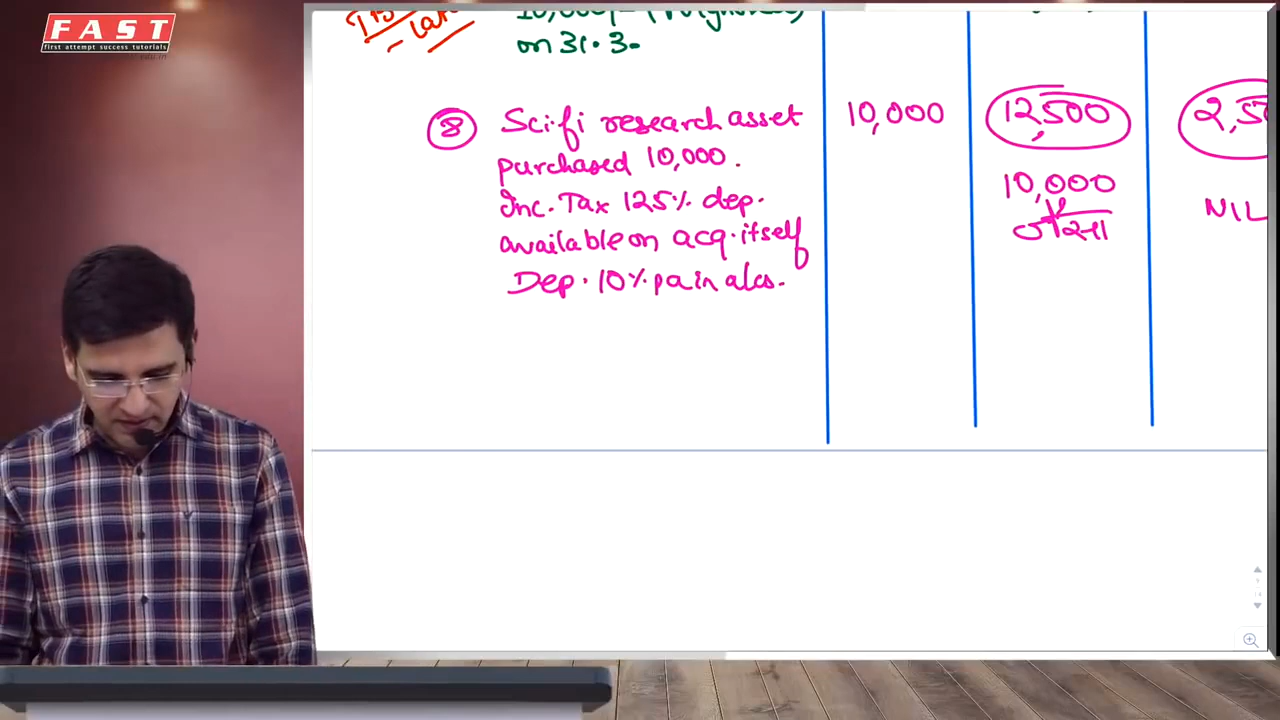 FAST
first attempt success tutorials
on 31.3-
8 Sci.fi research asset 10,000 12,500
purchased 10,000.
10,000
Inc. Tax 125% dep. NIL
available on acq. itself
Dep. 10% pa in a/cs.